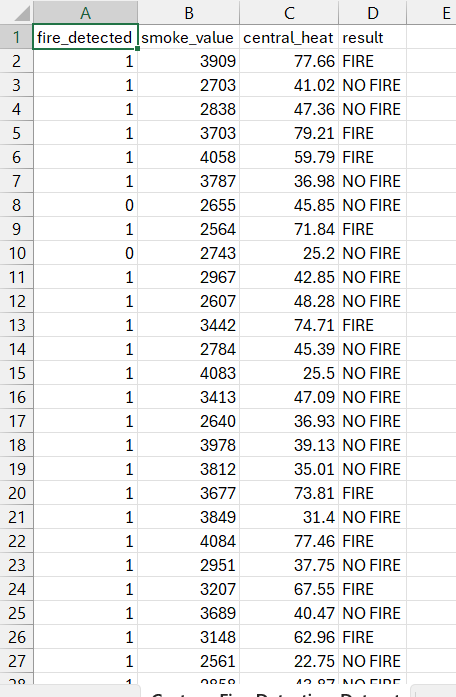 A B C D E
1 fire_detected smoke_value central_heat result
2 1 3909 77.66 FIRE
3 1 2703 41.02 NO FIRE
4 1 2838 47.36 NO FIRE
5 1 3703 79.21 FIRE
6 1 4058 59.79 FIRE
7 1 3787 36.98 NO FIRE
8 0 2655 45.85 NO FIRE
9 1 2564 71.84 FIRE
10 0 2743 25.2 NO FIRE
11 1 2967 42.85 NO FIRE
12 1 2607 48.28 NO FIRE
13 1 3442 74.71 FIRE
14 1 2784 45.39 NO FIRE
15 1 4083 25.5 NO FIRE
16 1 3413 47.09 NO FIRE
17 1 2640 36.93 NO FIRE
18 1 3978 39.13 NO FIRE
19 1 3812 35.01 NO FIRE
20 1 3677 73.81 FIRE
21 1 3849 31.4 NO FIRE
22 1 4084 77.46 FIRE
23 1 2951 37.75 NO FIRE
24 1 3207 67.55 FIRE
25 1 3689 40.47 NO FIRE
26 1 3148 62.96 FIRE
27 1 2561 22.75 NO FIRE
28 1 2858 43.87 NO FIRE